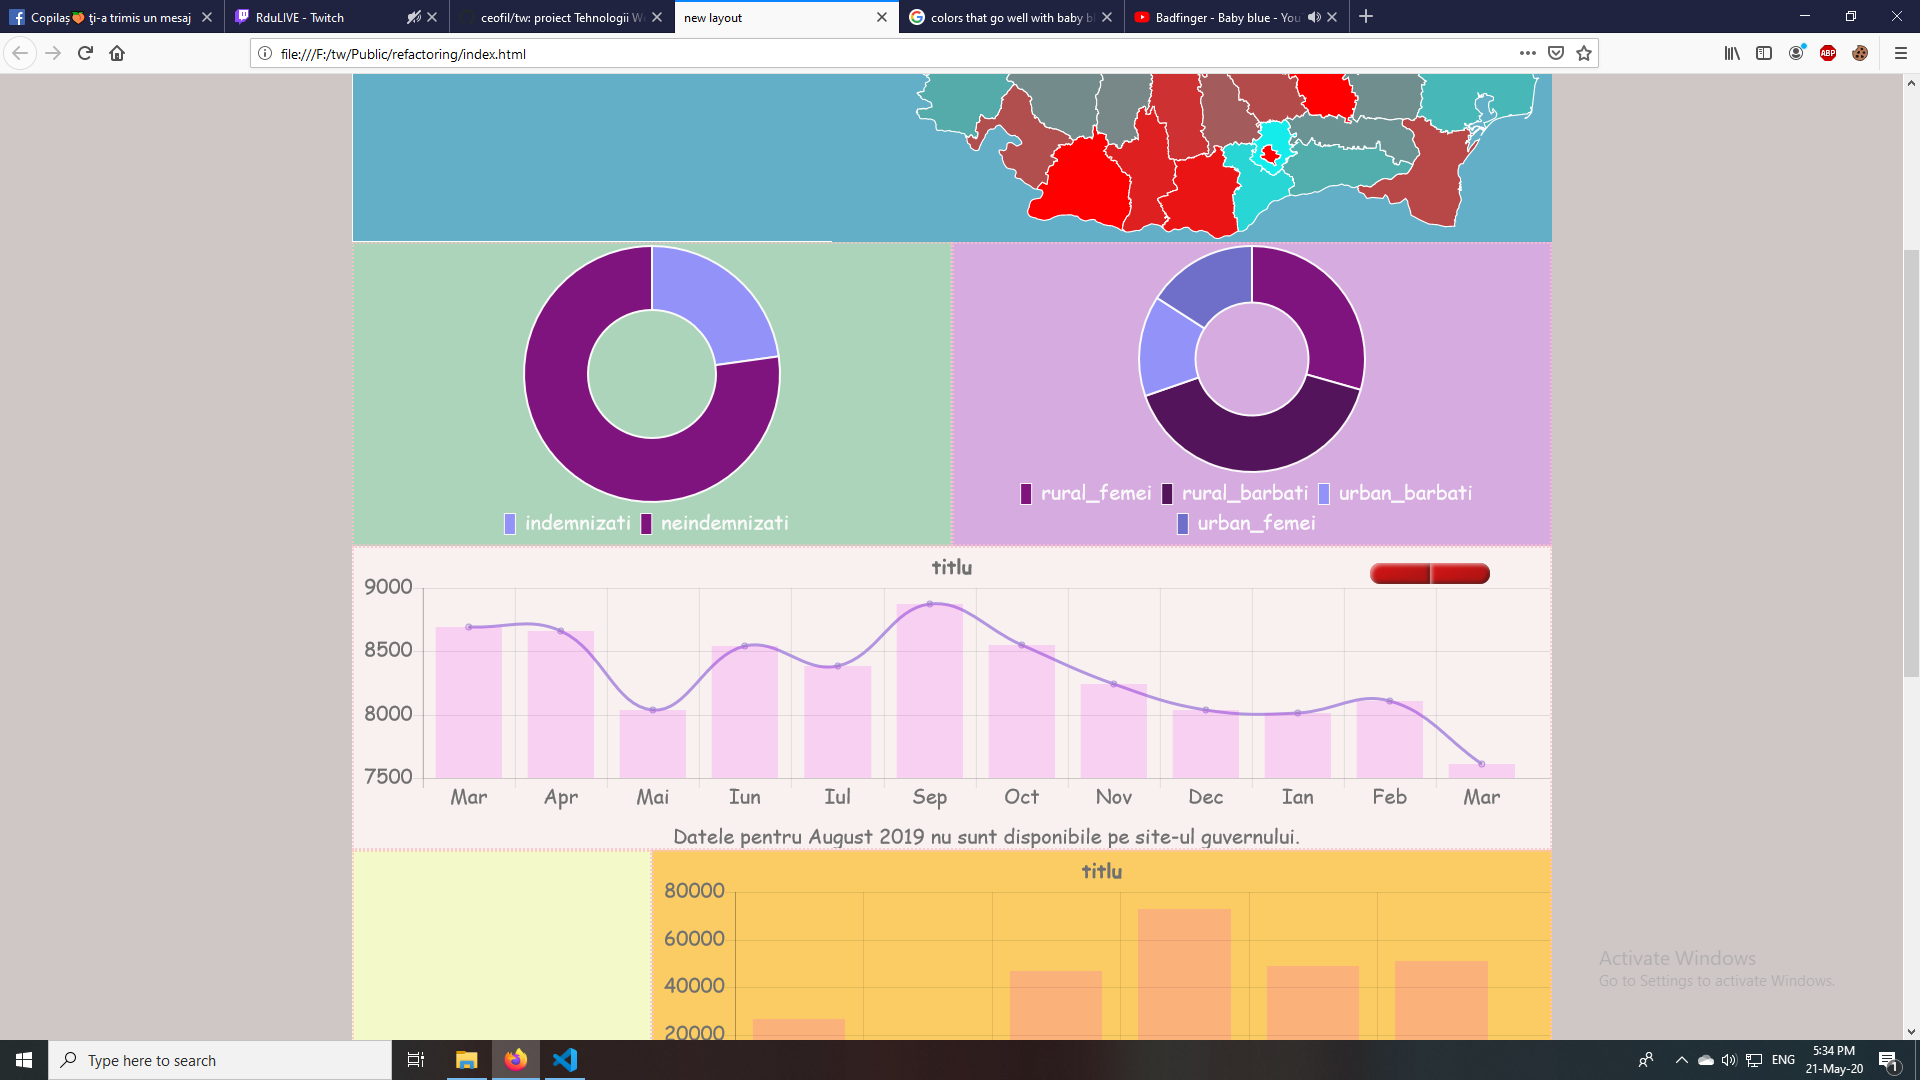 Copilaș🍑 ți-a trimis un mesaj
RduLIVE - Twitch
ceofil/tw: proiect Tehnologii W
new layout
colors that go well with baby bl
Badfinger - Baby blue - You
file:///F:/tw/Public/refactoring/index.html
ABP
indemnizati neindemnizati
rural_femei rural_barbati urban_barbati
urban_femei
titlu
9000
8500
8000
7500
Mar Apr Mai Iun Iul Sep Oct Nov Dec Ian Feb Mar
Datele pentru August 2019 nu sunt disponibile pe site-ul guvernului.
titlu
80000
60000
40000
20000
Activate Windows
Go to Settings to activate Windows.
Type here to search
ENG
5:34 PM
21-May-20
1